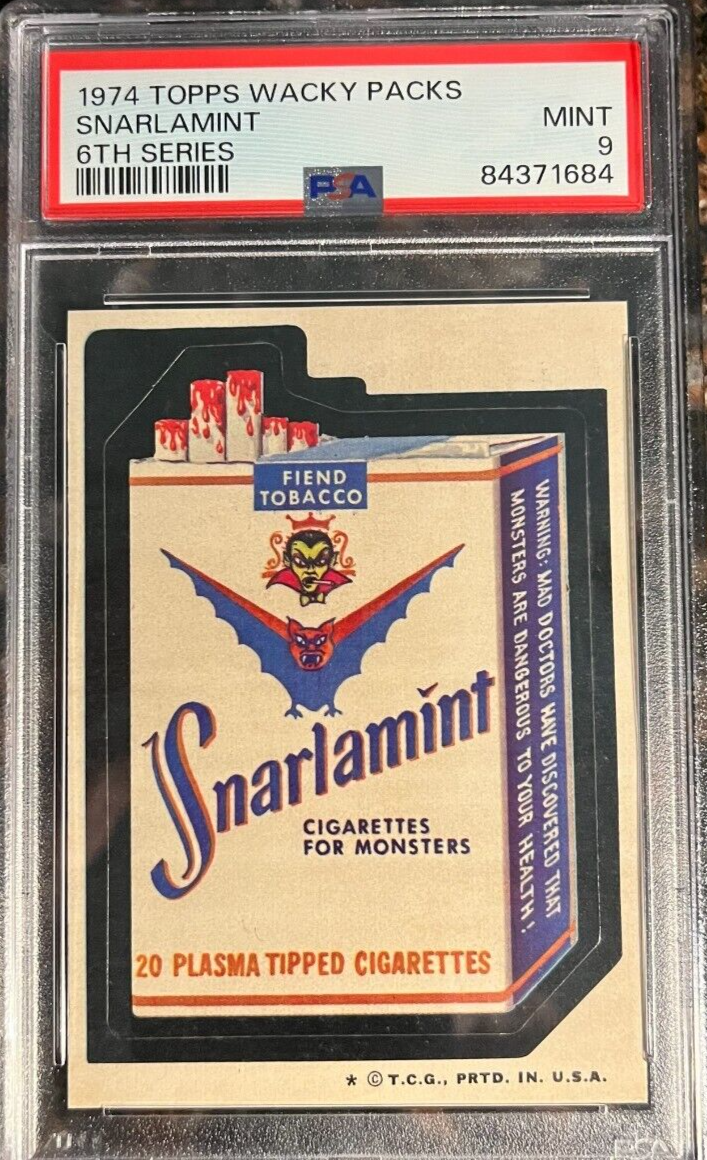 1974 TOPPS WACKY PACKS
SNARLAMINT
MINT
6TH SERIES
9
PSA
84371684
FIEND
TOBACCO
Snarlamint
CIGARETTES
FOR MONSTERS
20 PLASMA TIPPED CIGARETTES
WARNING: MAD DOCTORS HAVE DISCOVERED THAT
MONSTERS ARE DANGEROUS TO YOUR HEALTH!
* © T.C.G., PRTD. IN. U.S.A.